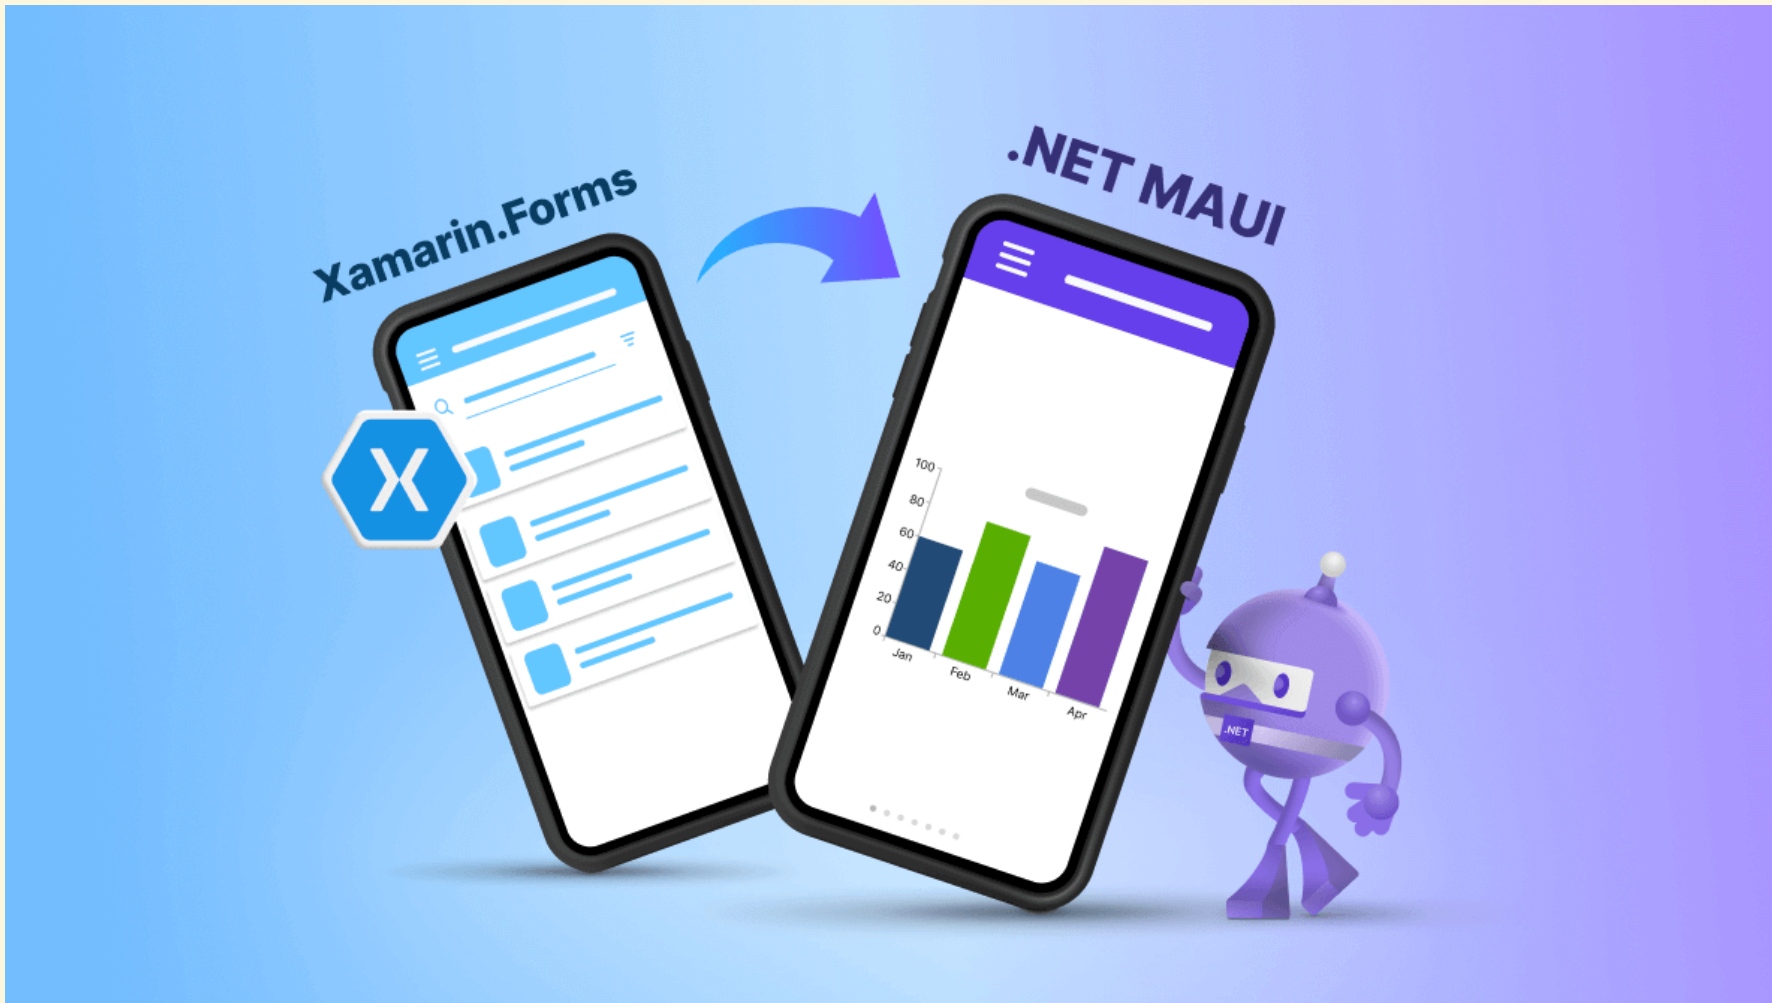 Xamarin.Forms
.NET MAUI
X
100
80
60
40
20
0
Jan
Feb
Mar
Apr
.NET